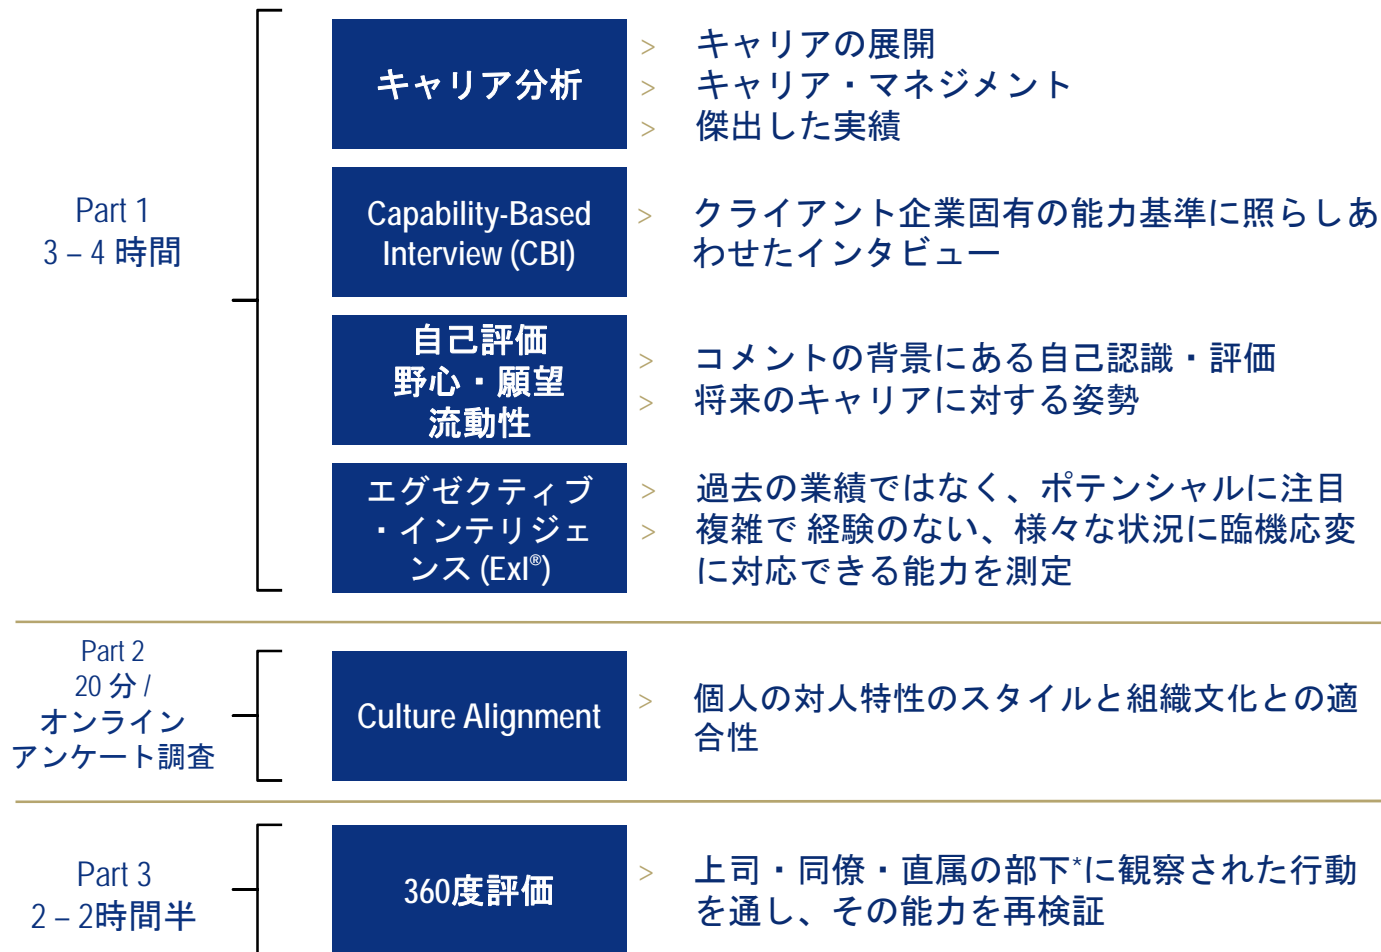 Part 1
3 – 4 時間
キャリア分析
> キャリアの展開
> キャリア・マネジメント
> 傑出した実績
Capability-Based
Interview (CBI)
> クライアント企業固有の能力基準に照らしあ
わせたインタビュー
自己評価
野心・願望
流動性
> コメントの背景にある自己認識・評価
> 将来のキャリアに対する姿勢
エグゼクティブ
・インテリジェ
ンス (ExI®)
> 過去の業績ではなく、ポテンシャルに注目
> 複雑で 経験のない、様々な状況に臨機応変
に対応できる能力を測定
Part 2
20 分 /
オンライン
アンケート調査
Culture Alignment
> 個人の対人特性のスタイルと組織文化との適
合性
Part 3
2 – 2時間半
360度評価
> 上司・同僚・直属の部下*に観察された行動
を通し、その能力を再検証